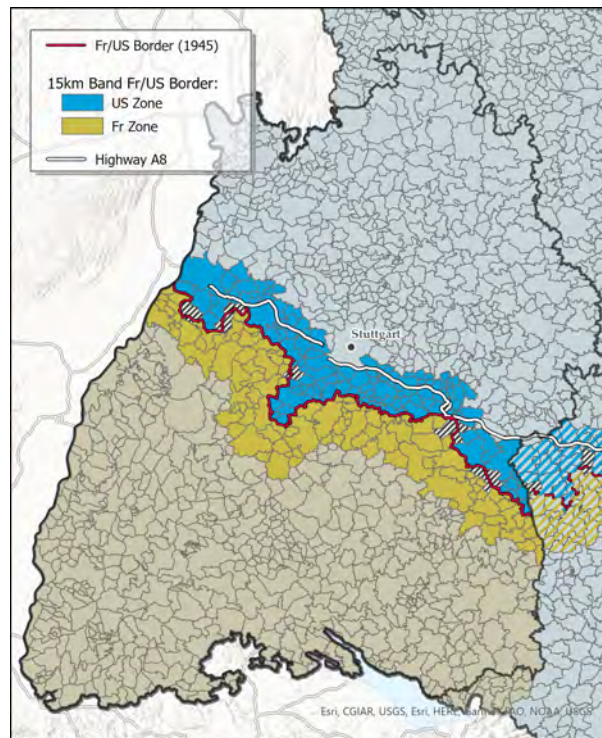 Fr/US Border (1945)
15km Band Fr/US Border:
US Zone
Fr Zone
Highway A8
Stuttgart
Esri, CGIAR, USGS, Esri, HERE, Garmin, FAO, NOAA, USGS